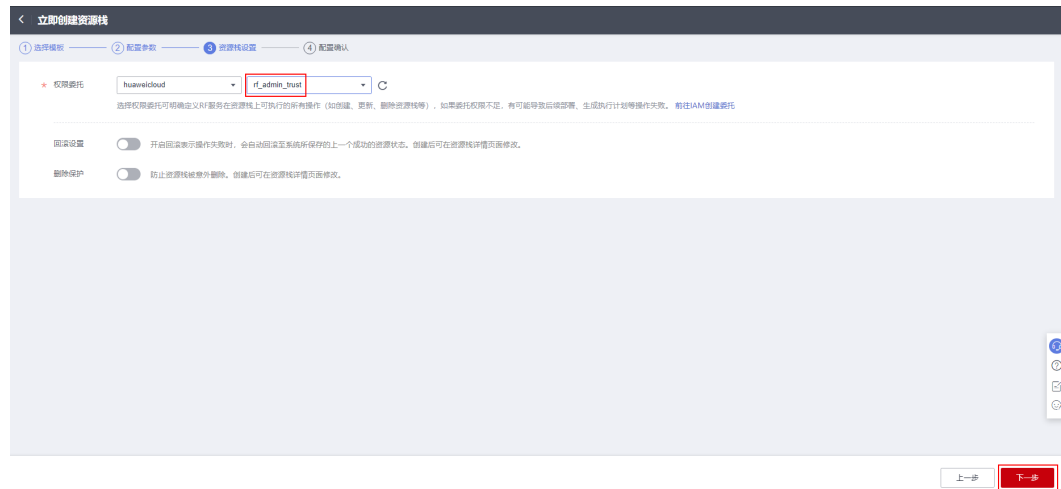 立即创建资源栈
1 选择模板 2 配置参数 3 资源栈设置 4 配置确认
* 权限委托 huaweicloud rf_admin_trust
选择权限委托可明确定义RF服务在资源栈上可执行的所有操作（如创建、更新、删除资源栈等），如果委托权限不足，有可能导致后续部署、生成执行计划等操作失败。 前往IAM创建委托
回滚设置 开启回滚表示操作失败时，会自动回滚至系统所保存的上一个成功的资源状态。创建后可在资源栈详情页面修改。
删除保护 防止资源栈被意外删除。创建后可在资源栈详情页面修改。
上一步 下一步